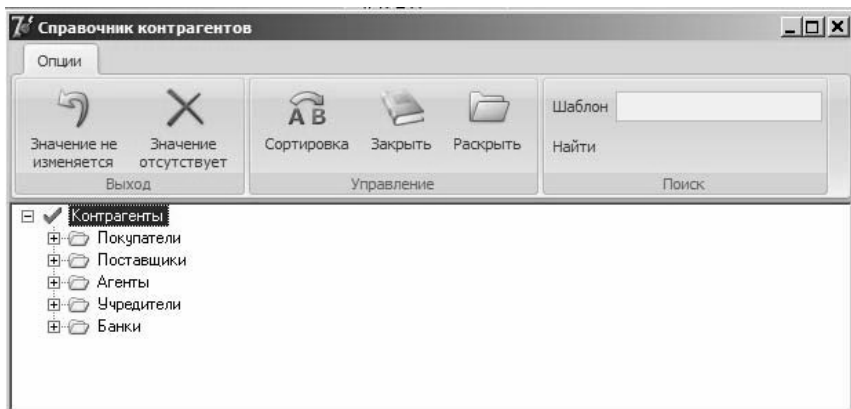 Справочник контрагентов
Опции
Значение не изменяется
Значение отсутствует
Выход
А В
Сортировка
Закрыть
Раскрыть
Управление
Шаблон
Найти
Поиск
Контрагенты
Покупатели
Поставщики
Агенты
Учредители
Банки